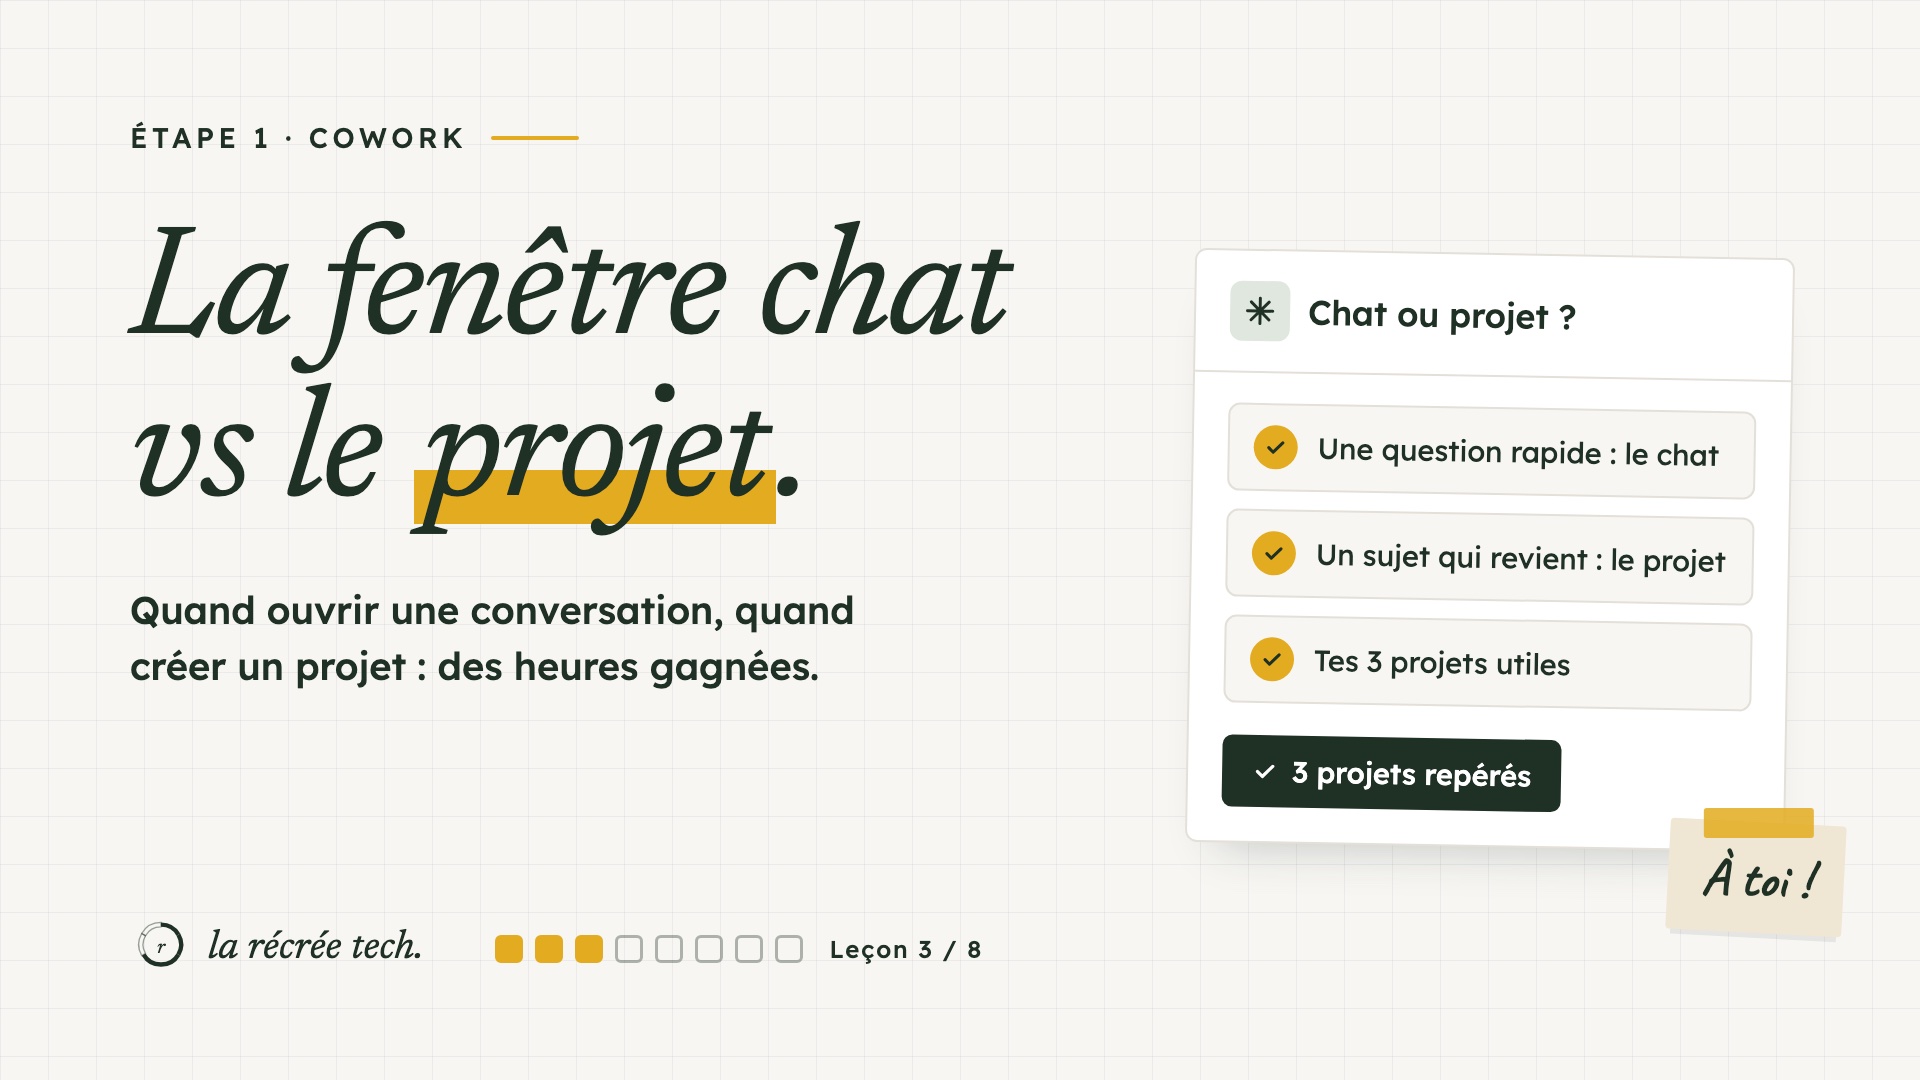 ÉTAPE 1 · COWORK
La fenêtre chat
vs le projet.
Quand ouvrir une conversation, quand
créer un projet : des heures gagnées.
Chat ou projet ?
Une question rapide : le chat
Un sujet qui revient : le projet
Tes 3 projets utiles
3 projets repérés
À toi !
r
la récrée tech.
Leçon 3 / 8